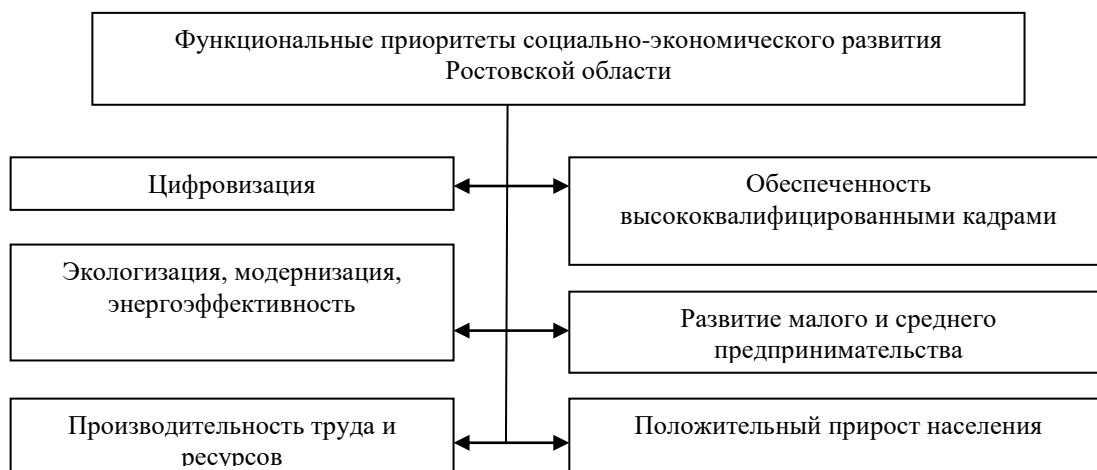 Функциональные приоритеты социально-экономического развития
Ростовской области
Цифровизация
Обеспеченность
высококвалифицированными кадрами
Экологизация, модернизация,
энергоэффективность
Развитие малого и среднего
предпринимательства
Производительность труда и
ресурсов
Положительный прирост населения